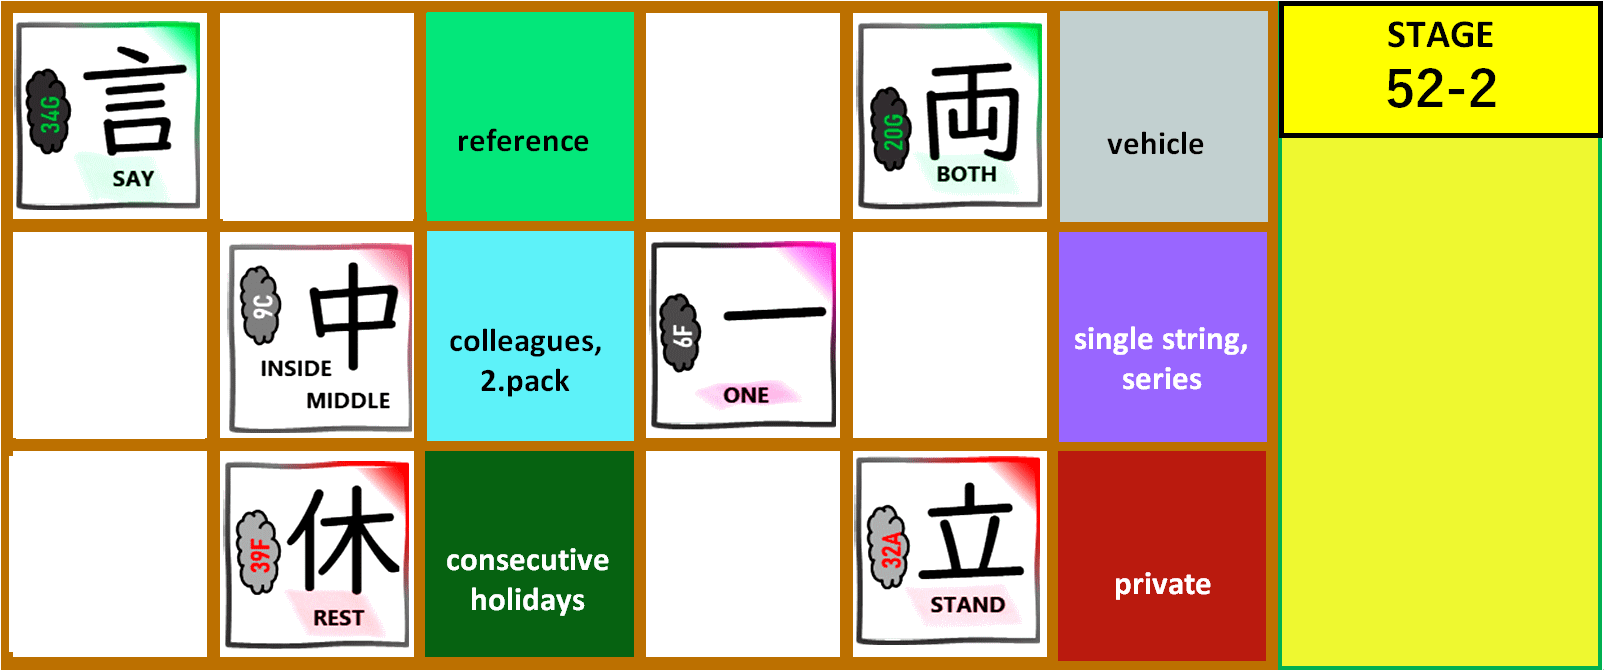 34G
言
SAY
reference
20G
両
BOTH
vehicle
STAGE
52-2
9C
中
INSIDE
MIDDLE
colleagues,
2.pack
6F
一
ONE
single string,
series
39F
休
REST
consecutive
holidays
32A
立
STAND
private